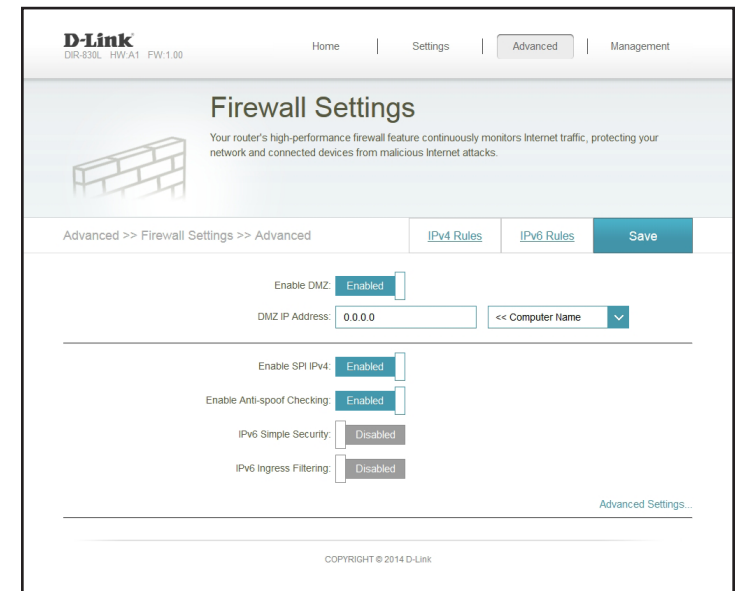 D-Link
DIR-830L HW:A1 FW:1.00
Home
Settings
Advanced
Management
Firewall Settings
Your router's high-performance firewall feature continuously monitors Internet traffic, protecting your
network and connected devices from malicious Internet attacks.
Advanced >> Firewall Settings >> Advanced
IPv4 Rules
IPv6 Rules
Save
Enable DMZ: Enabled
DMZ IP Address: 0.0.0.0 << Computer Name
Enable SPI IPv4: Enabled
Enable Anti-spoof Checking: Enabled
IPv6 Simple Security: Disabled
IPv6 Ingress Filtering: Disabled
Advanced Settings...
COPYRIGHT © 2014 D-Link